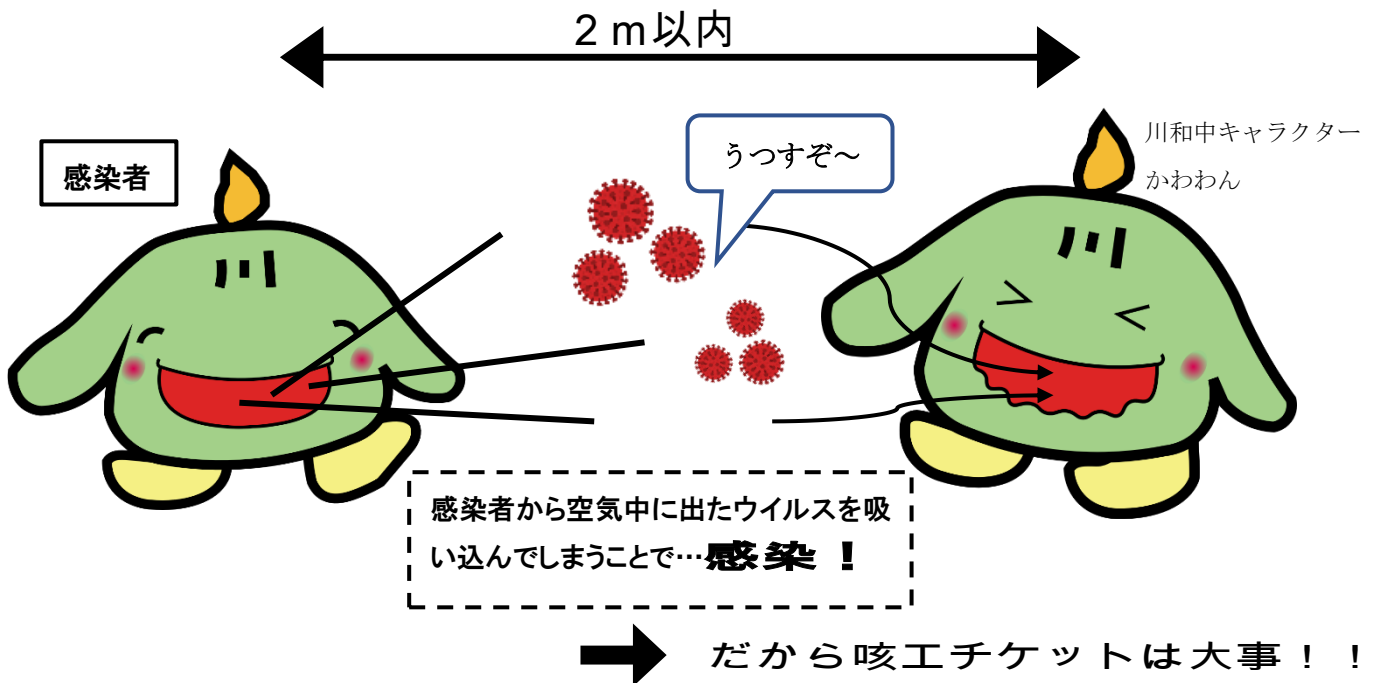 2m以内
川和中キャラクター
かわわん
うつすぞ～
感染者
川
川
感染者から空気中に出たウイルスを吸
い込んでしまうことで…感染！
だから咳エチケットは大事！！